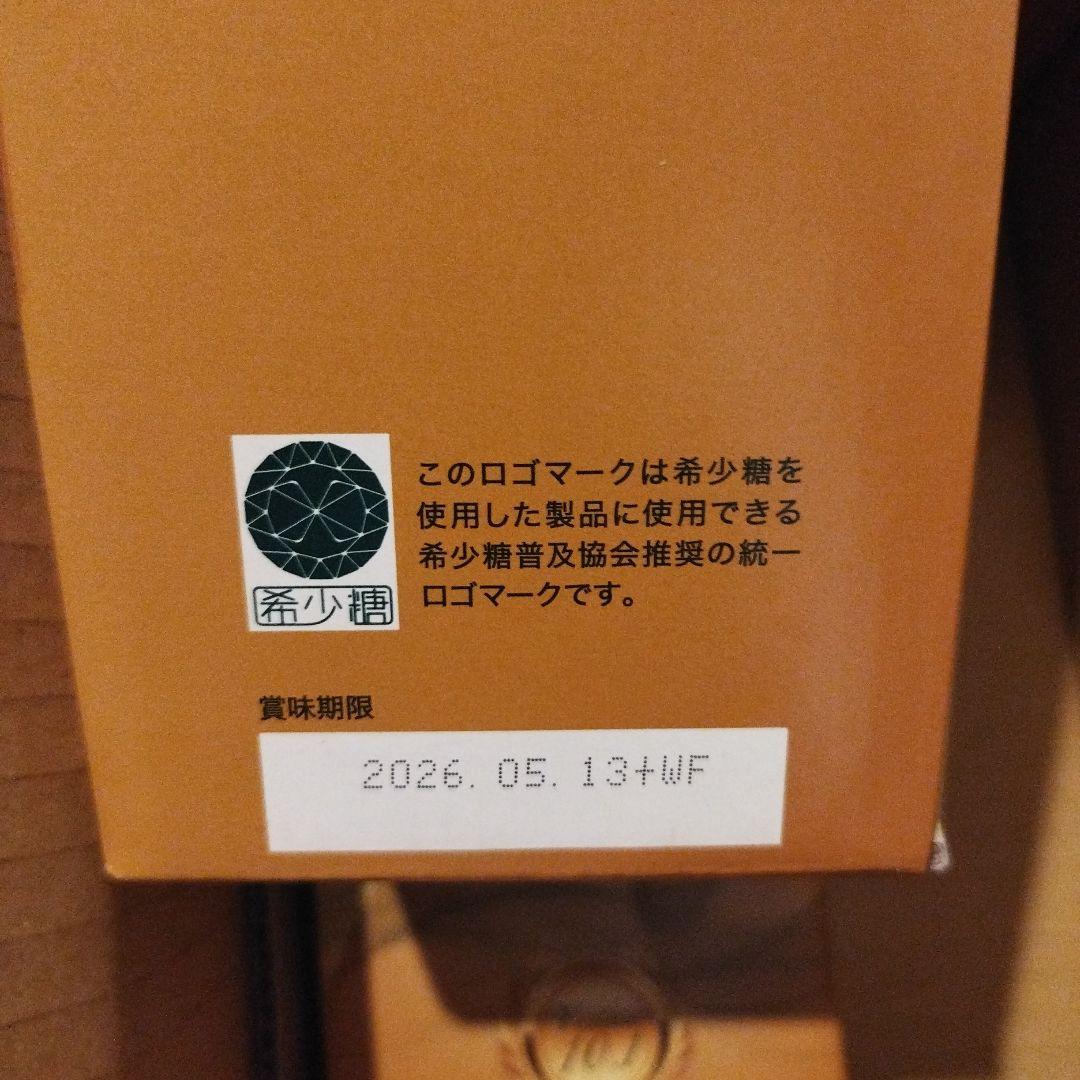 このロゴマークは希少糖を
使用した製品に使用できる
希少糖普及協会推奨の統一
ロゴマークです。
希少糖
賞味期限
2026.05.13+WF